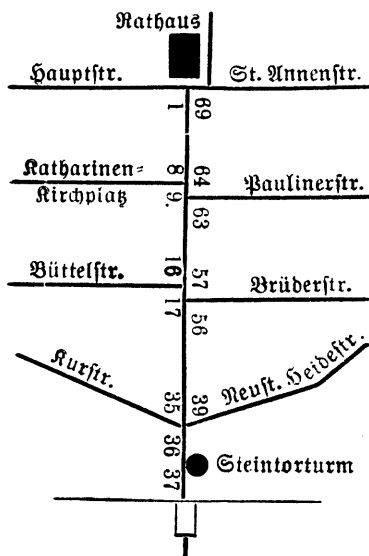 Rathaus
Hauptstr. St. Annenstr.
1 69
Katharinen=
Kirchplatz
8 64
9. 63
Paulinerstr.
Büttelstr. 16 57 Brüderstr.
17 56
Kurstr. 35 39 Neust. Heidestr.
36
37
Steintorturm